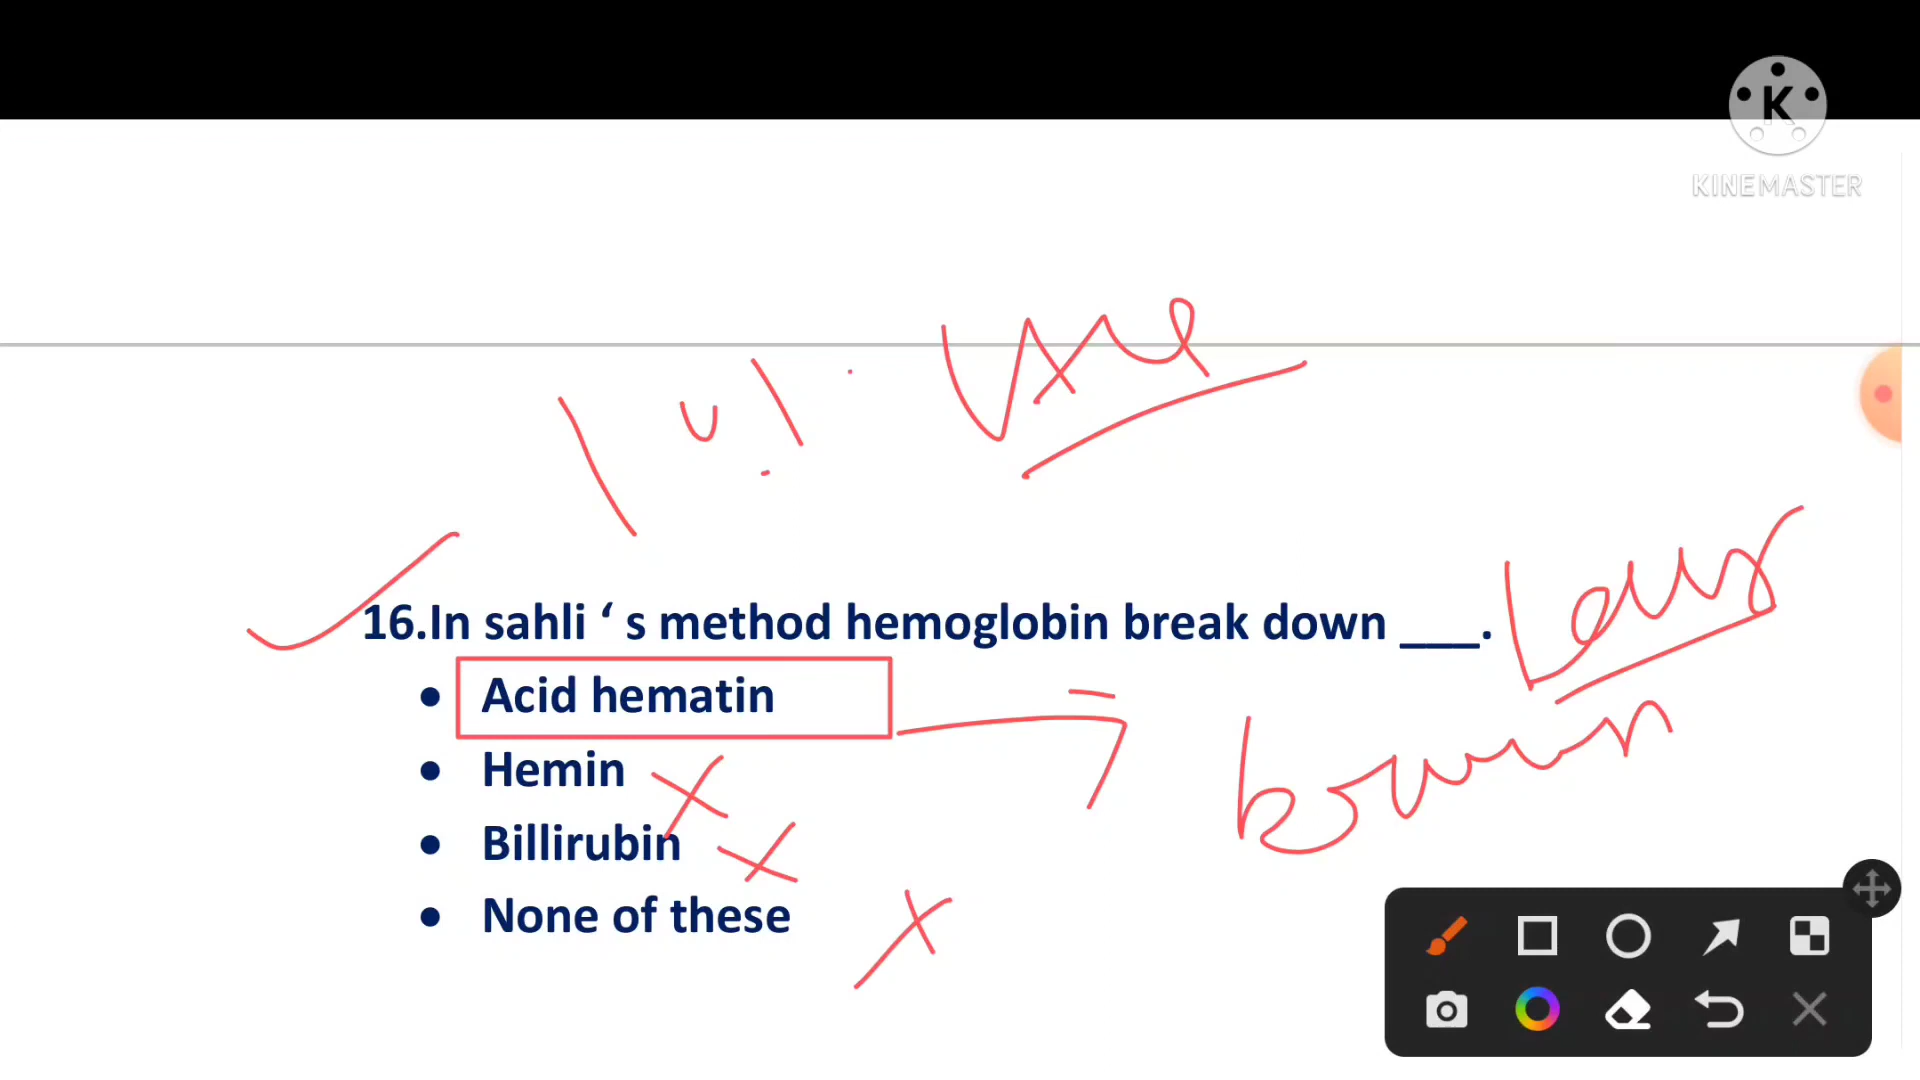 KINEMASTER
16.In sahli ‘ s method hemoglobin break down ___.
• Acid hematin
• Hemin
• Billirubin
• None of these
brown